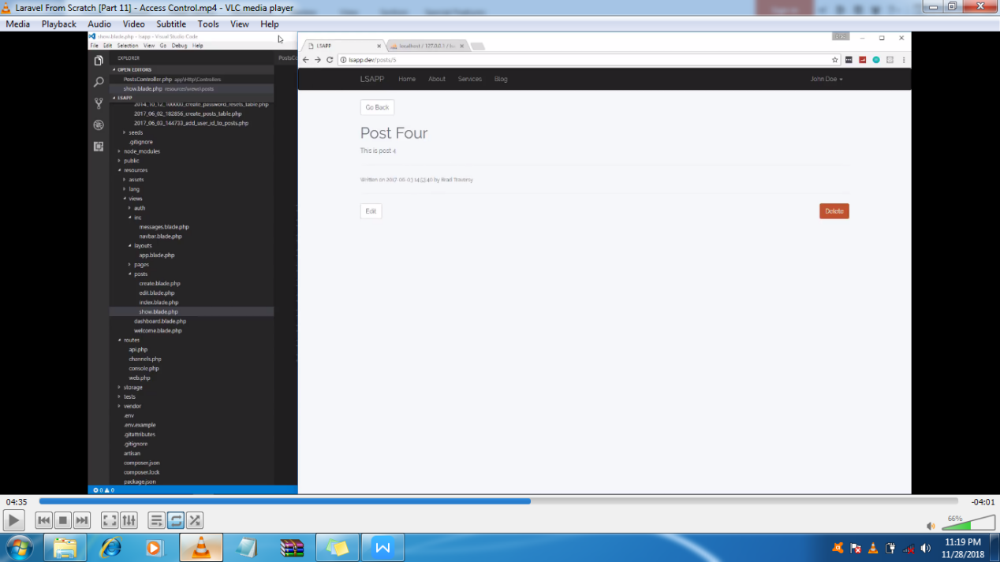 Laravel From Scratch [Part 11] - Access Control.mp4 - VLC media player
Media Playback Audio Video Subtitle Tools View Help
show.blade.php - lsapp - Visual Studio Code
File Edit Selection View Go Debug Help
EXPLORER
PostsCo
OPEN EDITORS
PostsController.php app\Http\Controllers
show.blade.php resources\views\posts
LSAPP
2014_10_12_100000_create_password_resets_table.php
2017_06_02_182856_create_posts_table.php
2017_06_03_144733_add_user_id_to_posts.php
seeds
.gitignore
node_modules
public
resources
assets
lang
views
auth
inc
messages.blade.php
navbar.blade.php
layouts
app.blade.php
pages
posts
create.blade.php
edit.blade.php
index.blade.php
show.blade.php
dashboard.blade.php
welcome.blade.php
routes
api.php
channels.php
console.php
web.php
storage
tests
vendor
.env
.env.example
.gitattributes
.gitignore
artisan
composer.json
composer.lock
package.json
0 0
LSAPP
localhost / 127.0.0.1 / ls
lsapp.dev/posts/5
LSAPP Home About Services Blog John Doe
Go Back
Post Four
This is post 4
Written on 2017-06-03 14:53:40 by Brad Traversy
Edit Delete
04:35 -04:01
66%
11:19 PM
11/28/2018